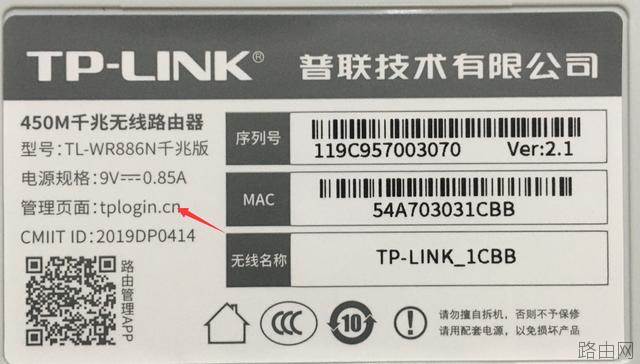 TP-LINK® 普联技术有限公司
450M千兆无线路由器
型号:TL-WR886N千兆版
电源规格:9V⎓0.85A
管理页面:tplogin.cn
CMIIT ID:2019DP0414
路由管理APP
序列号
119C957003070 Ver:2.1
MAC
54A703031CBB
无线名称
TP-LINK_1CBB
CCC
10
请勿擅自拆机，否则不予保修
请用配套电源，以免损坏产品
路由网